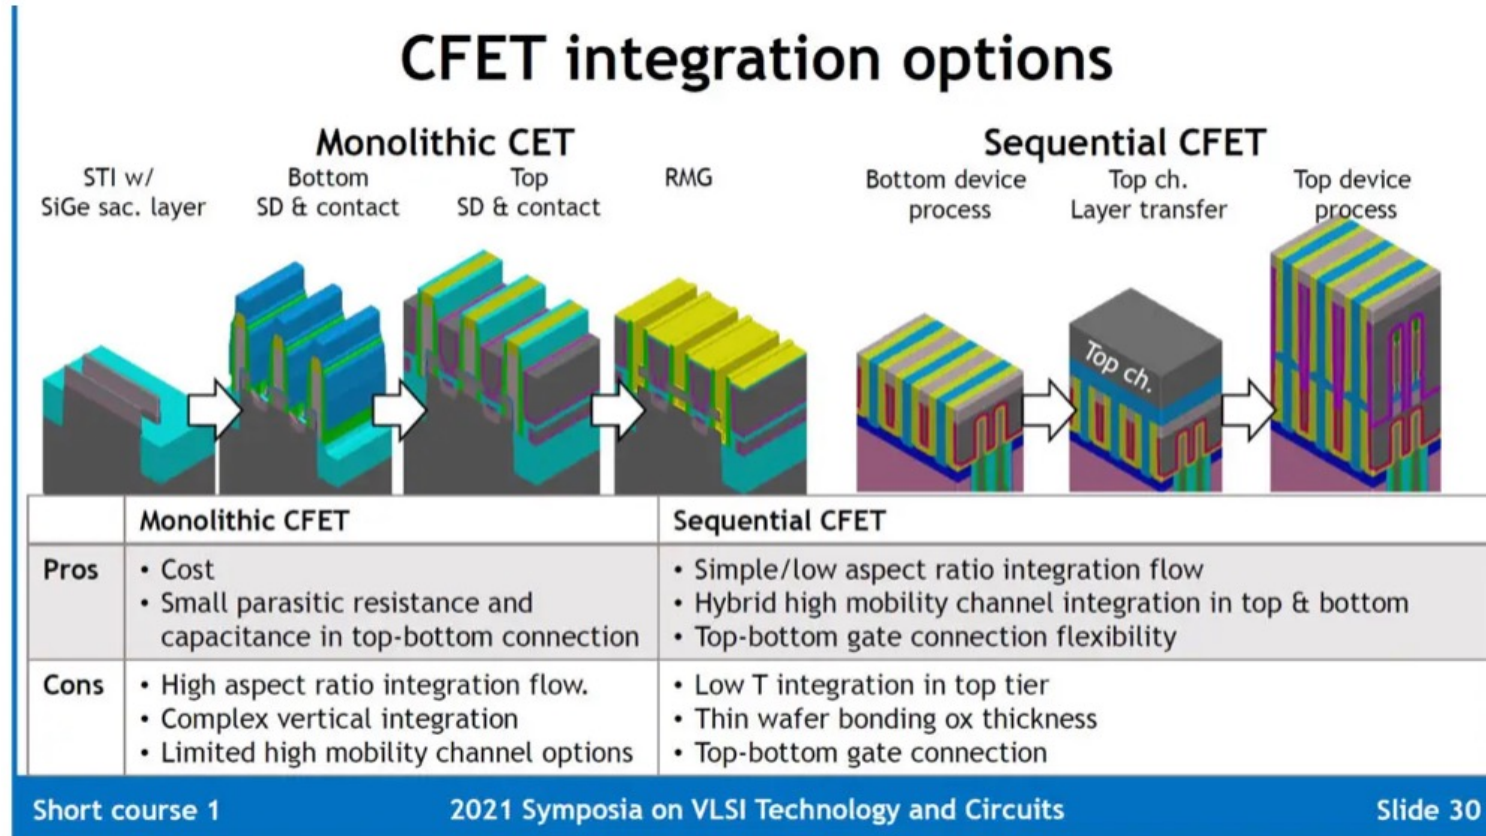 CFET integration options
Monolithic CET
STI w/
SiGe sac. layer
Bottom
SD & contact
Top
SD & contact
RMG
Sequential CFET
Bottom device
process
Top ch.
Layer transfer
Top device
process
Top ch.
Monolithic CFET
Sequential CFET
Pros
• Cost
• Small parasitic resistance and
capacitance in top-bottom connection
• Simple/low aspect ratio integration flow
• Hybrid high mobility channel integration in top & bottom
• Top-bottom gate connection flexibility
Cons
• High aspect ratio integration flow.
• Complex vertical integration
• Limited high mobility channel options
• Low T integration in top tier
• Thin wafer bonding ox thickness
• Top-bottom gate connection
Short course 1
2021 Symposia on VLSI Technology and Circuits
Slide 30